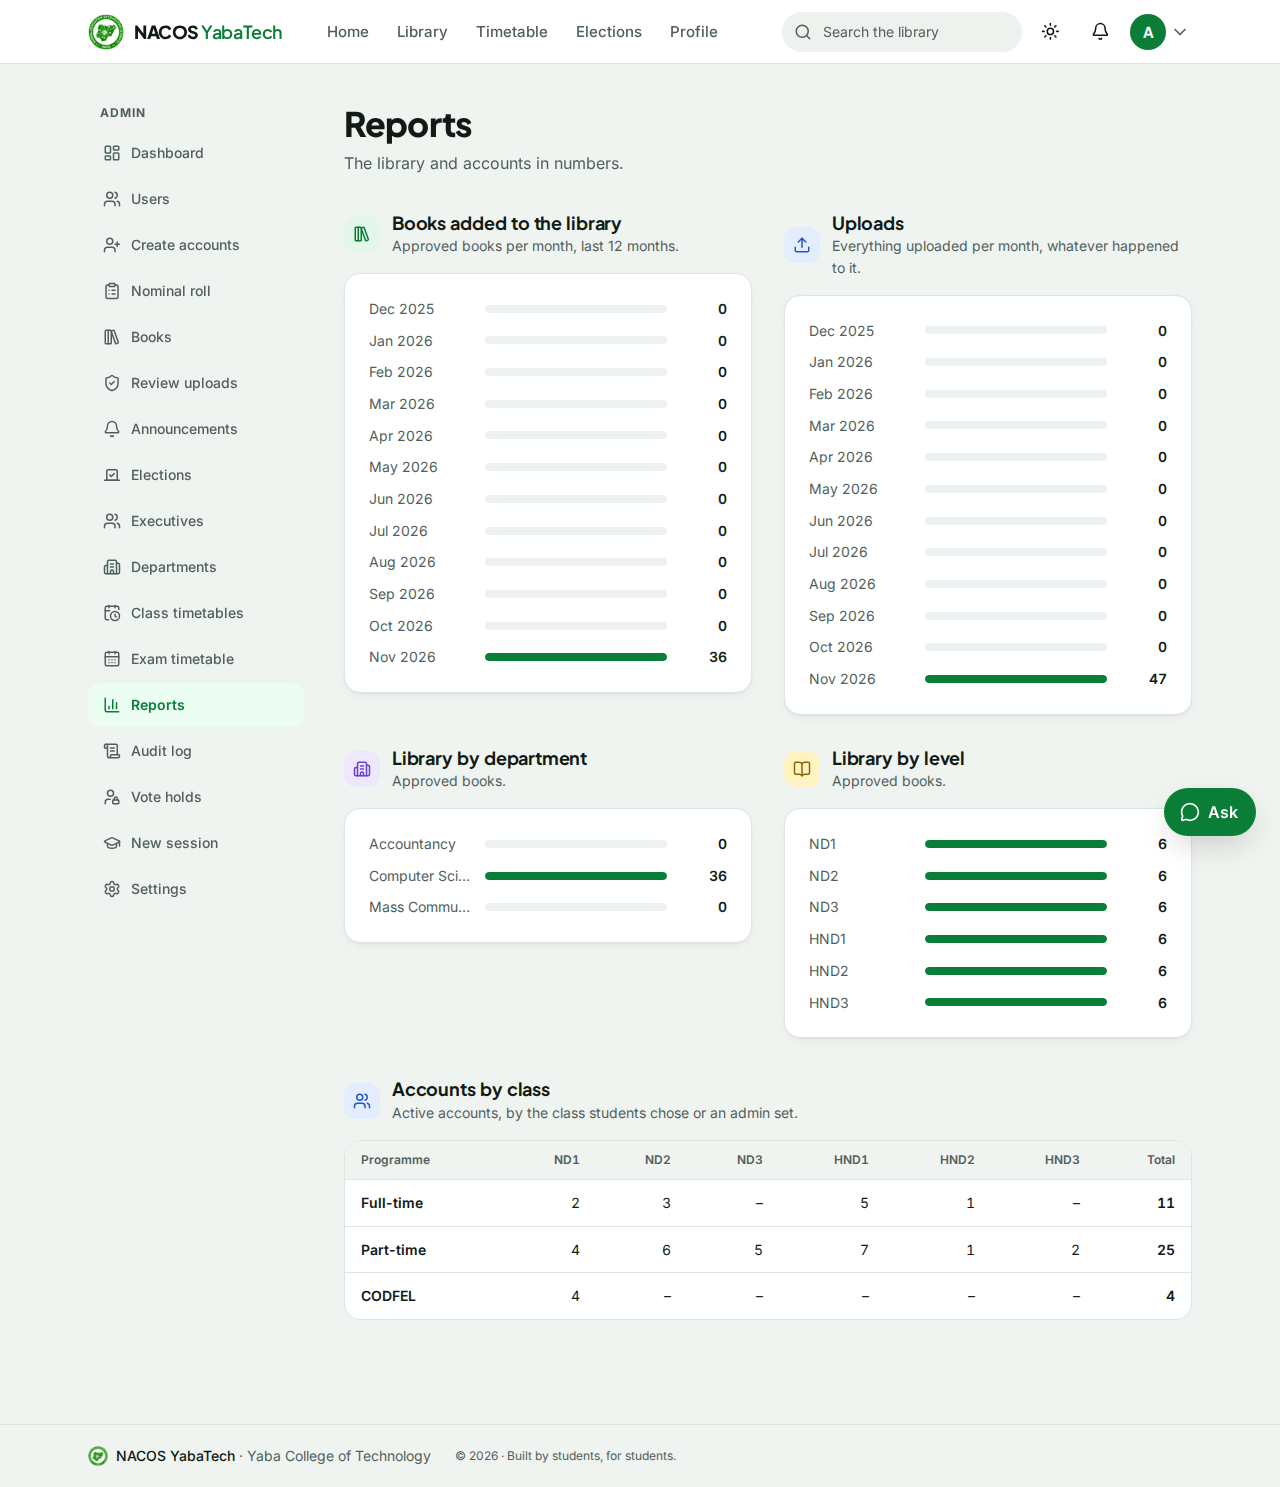 NACOS YabaTech
Home
Library
Timetable
Elections
Profile
Search the library
A
ADMIN
Dashboard
Users
Create accounts
Nominal roll
Books
Review uploads
Announcements
Elections
Executives
Departments
Class timetables
Exam timetable
Reports
Audit log
Vote holds
New session
Settings
Reports
The library and accounts in numbers.
Books added to the library
Approved books per month, last 12 months.
Dec 2025 0
Jan 2026 0
Feb 2026 0
Mar 2026 0
Apr 2026 0
May 2026 0
Jun 2026 0
Jul 2026 0
Aug 2026 0
Sep 2026 0
Oct 2026 0
Nov 2026 36
Uploads
Everything uploaded per month, whatever happened
to it.
Dec 2025 0
Jan 2026 0
Feb 2026 0
Mar 2026 0
Apr 2026 0
May 2026 0
Jun 2026 0
Jul 2026 0
Aug 2026 0
Sep 2026 0
Oct 2026 0
Nov 2026 47
Library by department
Approved books.
Accountancy 0
Computer Sci... 36
Mass Commu... 0
Library by level
Approved books.
ND1 6
ND2 6
ND3 6
HND1 6
HND2 6
HND3 6
Ask
Accounts by class
Active accounts, by the class students chose or an admin set.
Programme ND1 ND2 ND3 HND1 HND2 HND3 Total
Full-time 2 3 – 5 1 – 11
Part-time 4 6 5 7 1 2 25
CODFEL 4 – – – – – 4
NACOS YabaTech · Yaba College of Technology
© 2026 · Built by students, for students.